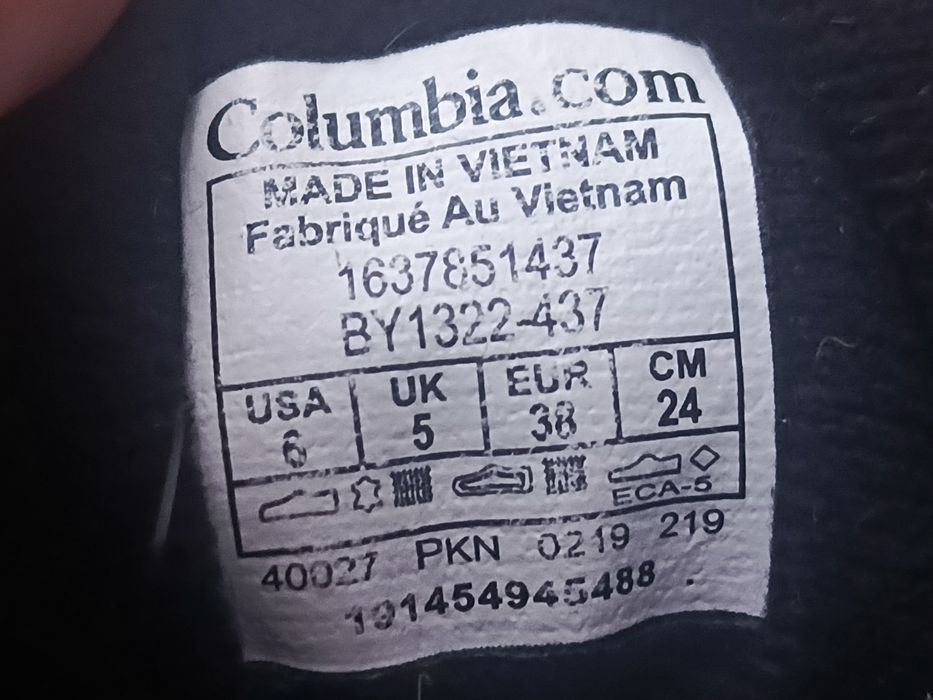 Columbia.com
MADE IN VIETNAM
Fabriqué Au Vietnam
1637851437
BY1322-437
USA UK EUR CM
6 5 38 24
ECA-5
40027 PKN 0219 219
191454945488